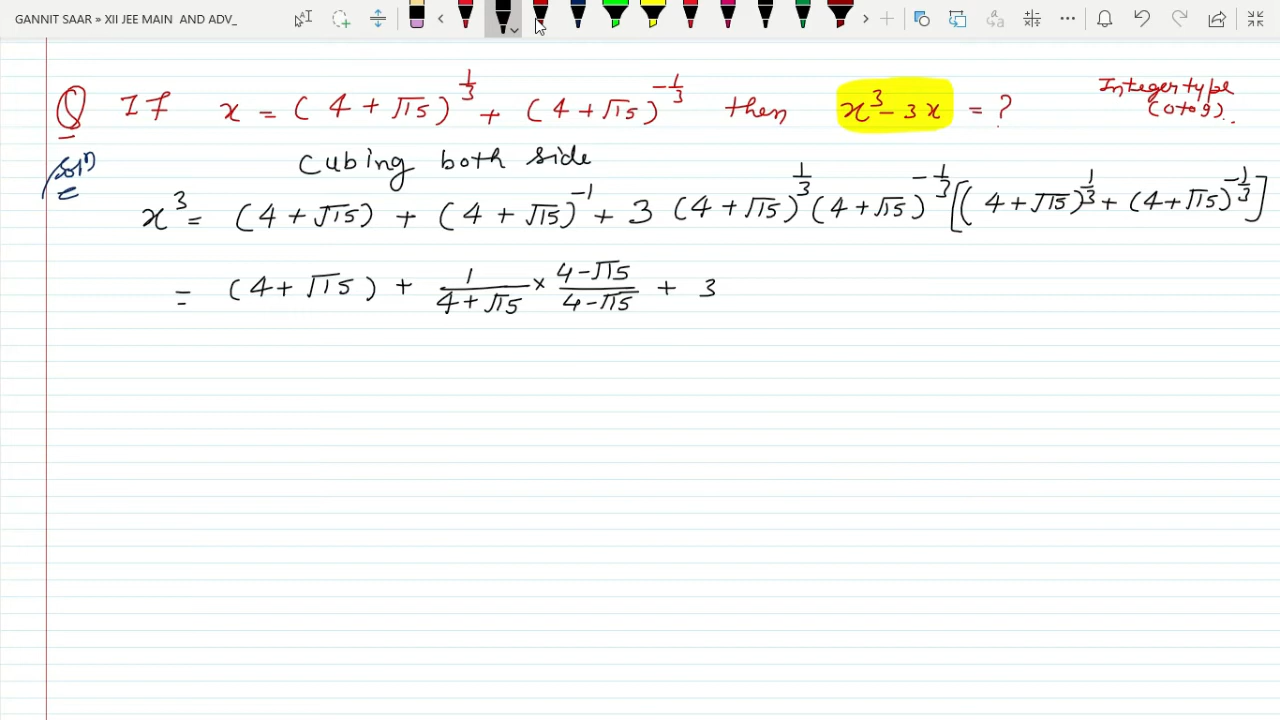 GANNIT SAAR » XII JEE MAIN AND ADV_
Q If x = (4 + √15)^(1/3) + (4 + √15)^(-1/3) then x³ - 3x = ?
Integer type
(0 to 9)..
Solⁿ
Cubing both side
x³ = (4 + √15) + (4 + √15)^(-1) + 3 (4 + √15)^(1/3) (4 + √15)^(-1/3) [(4 + √15)^(1/3) + (4 + √15)^(-1/3)]
= (4 + √15) + 1/(4 + √15) × (4 - √15)/(4 - √15) + 3